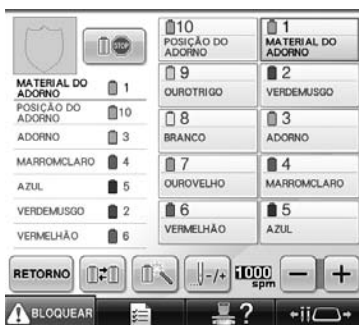 MATERIAL DO
ADORNO
1
POSIÇÃO DO
ADORNO
10
ADORNO
3
MARROMCLARO
4
AZUL
5
VERDEMUSGO
2
VERMELHÃO
6
10
POSIÇÃO DO
ADORNO
1
MATERIAL DO
ADORNO
9
OUROTRIGO
2
VERDEMUSGO
8
BRANCO
3
ADORNO
7
OUROVELHO
4
MARROMCLARO
6
VERMELHÃO
5
AZUL
RETORNO
-/+
1000
spm
−
+
BLOQUEAR
?